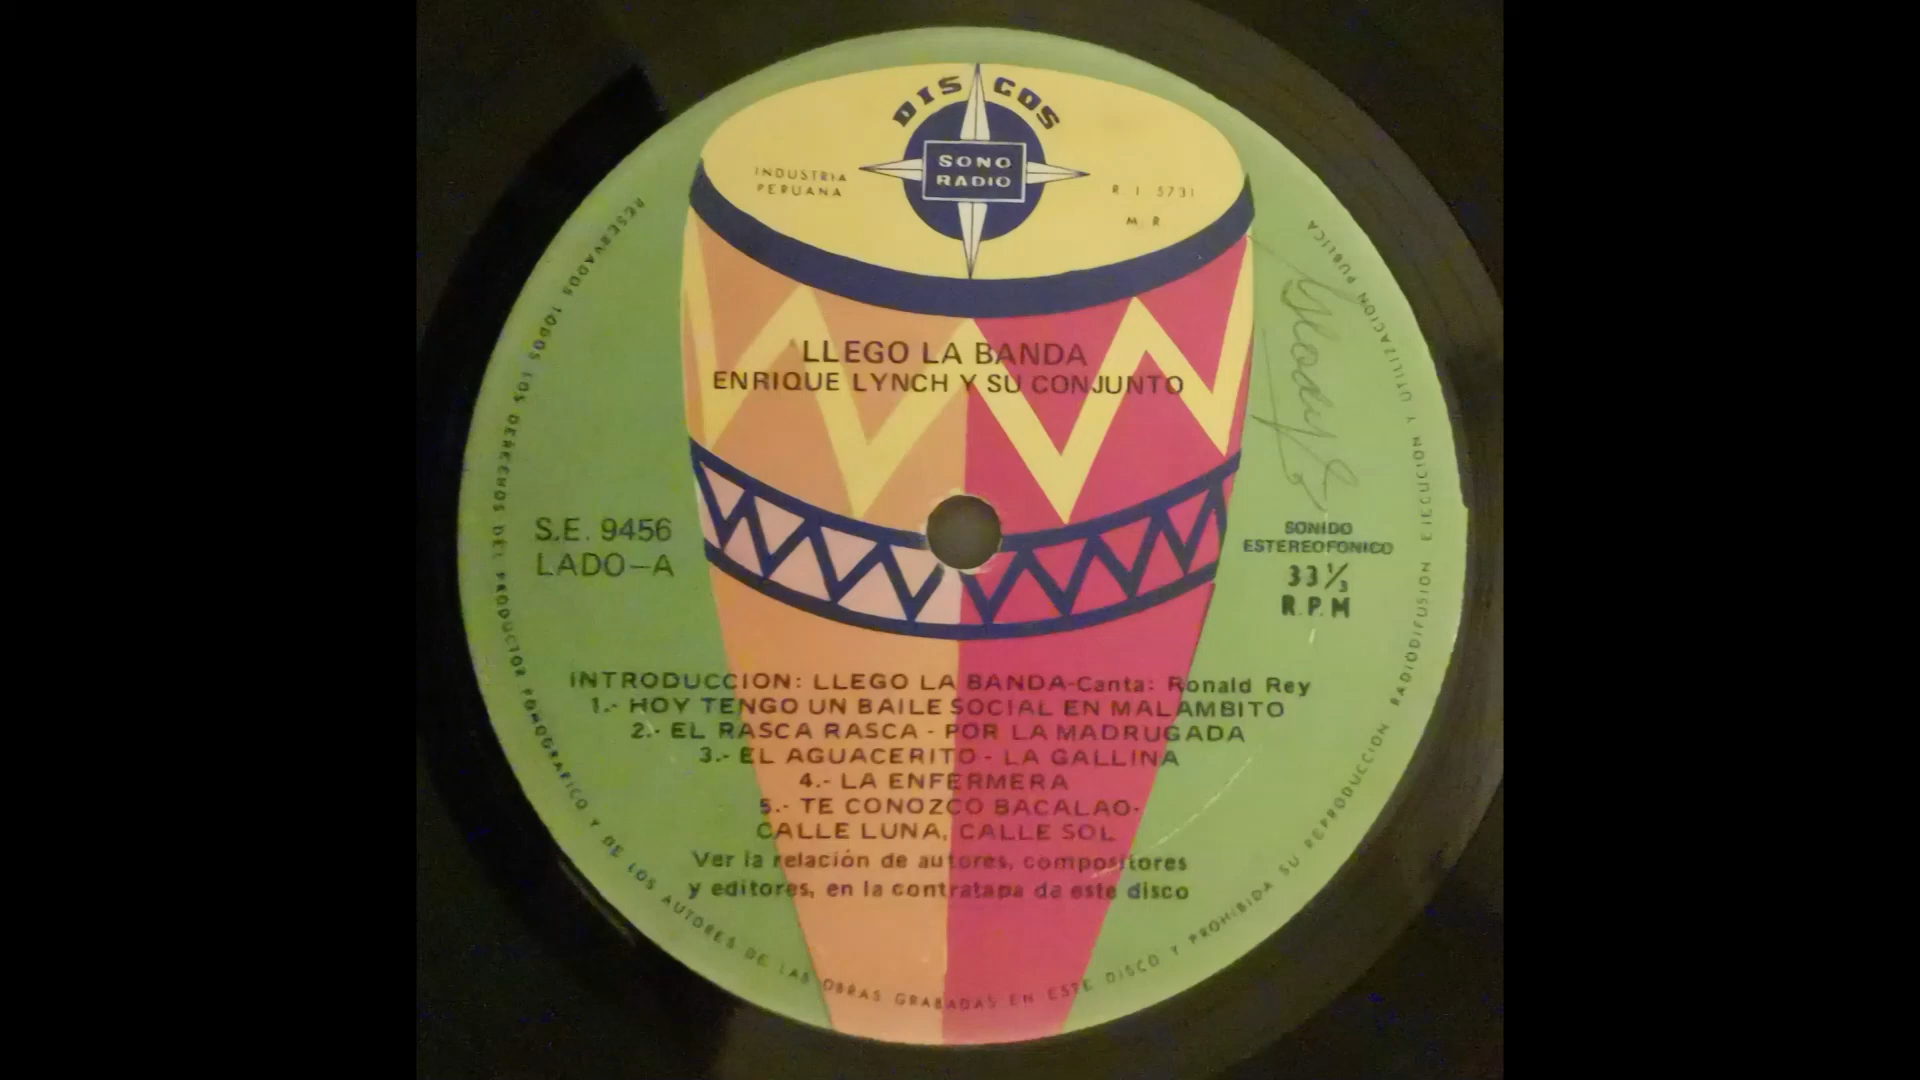 DISCOS
SONO
RADIO
INDUSTRIA
PERUANA
R. I 5731
M R
LLEGO LA BANDA
ENRIQUE LYNCH Y SU CONJUNTO
S.E. 9456
LADO-A
SONIDO
ESTEREOFONICO
33 1/3
R.P.M
INTRODUCCION: LLEGO LA BANDA-Canta: Ronald Rey
1.- HOY TENGO UN BAILE SOCIAL EN MALAMBITO
2.- EL RASCA RASCA - POR LA MADRUGADA
3.- EL AGUACERITO - LA GALLINA
4.- LA ENFERMERA
5.- TE CONOZCO BACALAO-
CALLE LUNA, CALLE SOL
Ver la relación de autores, compositores
y editores, en la contratapa de este disco
RESERVADOS TODOS LOS DERECHOS DEL PRODUCTOR FONOGRAFICO Y DE LOS AUTORES DE LAS OBRAS GRABADAS EN ESTE DISCO Y PROHIBIDA SU REPRODUCCION RADIODIFUSION EJECUCION Y UTILIZACION PUBLICA